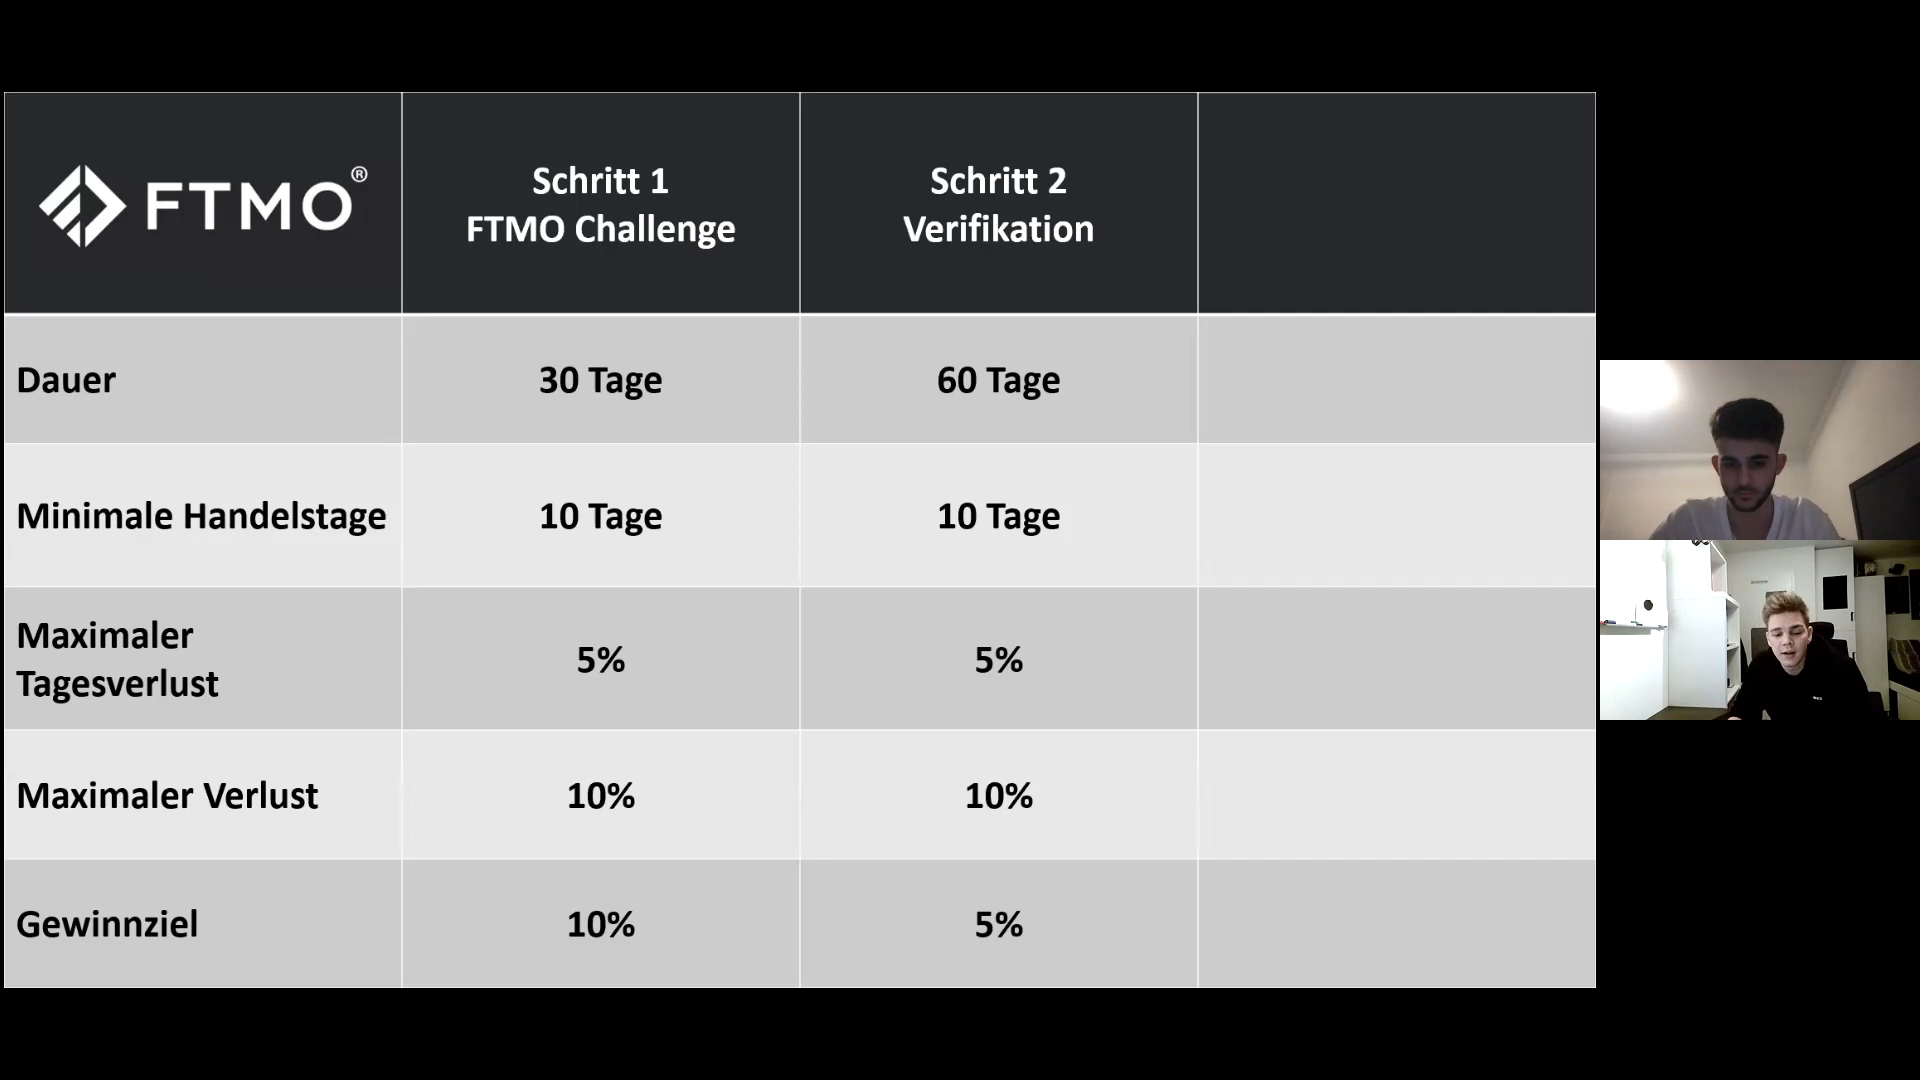 FTMO®
Schritt 1
FTMO Challenge
Schritt 2
Verifikation
Dauer
30 Tage
60 Tage
Minimale Handelstage
10 Tage
10 Tage
Maximaler
Tagesverlust
5%
5%
Maximaler Verlust
10%
10%
Gewinnziel
10%
5%